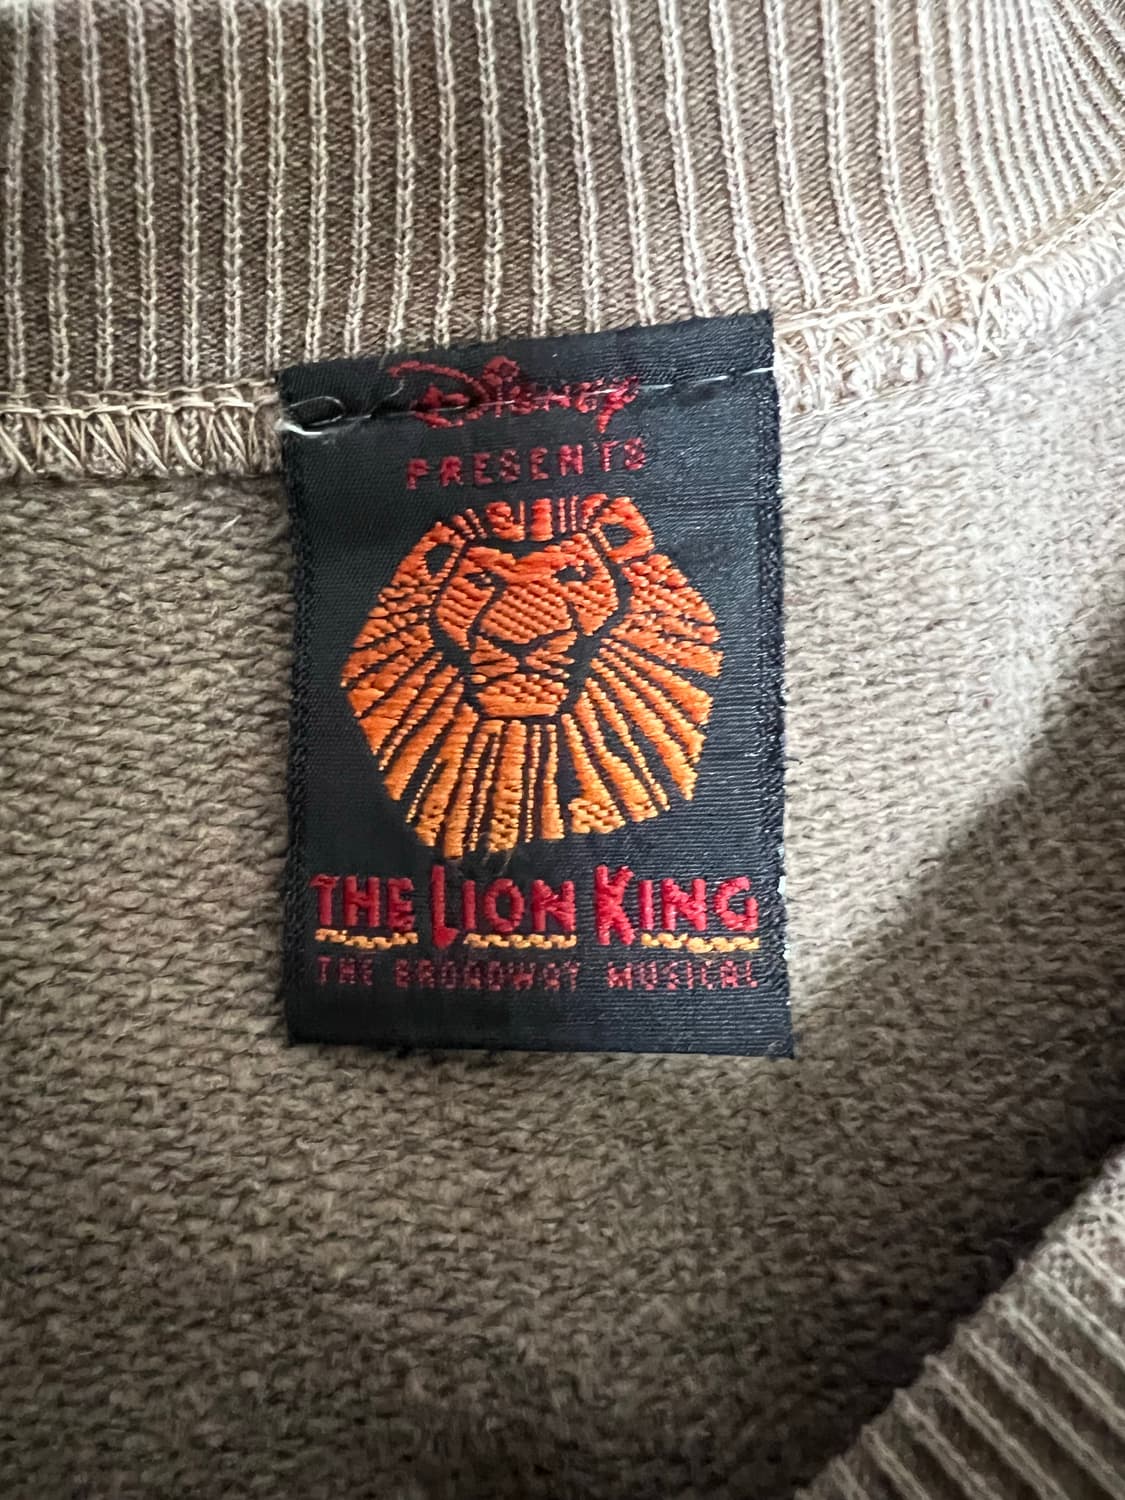 Disney
PRESENTS
THE LION KING
THE BROADWAY MUSICAL